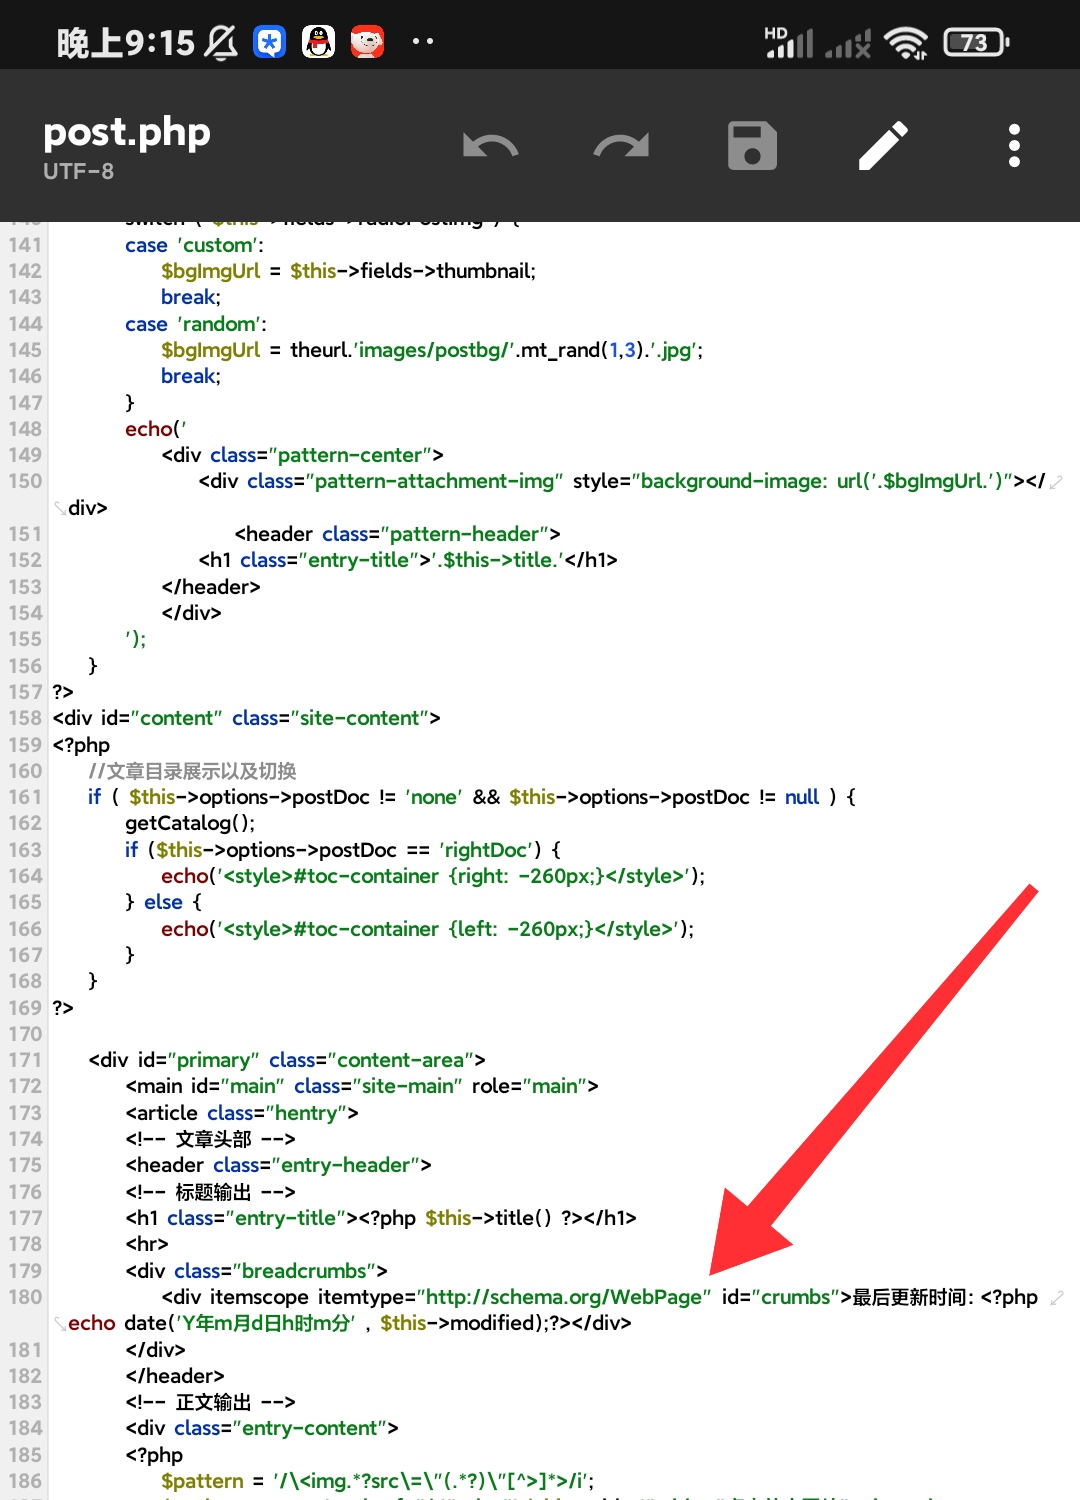 晚上9:15
HD
73
post.php
UTF-8
140 switch ( $this->fields->radioPostImg ) {
141 case 'custom':
142 $bgImgUrl = $this->fields->thumbnail;
143 break;
144 case 'random':
145 $bgImgUrl = theurl.'images/postbg/'.mt_rand(1,3).'.jpg';
146 break;
147 }
148 echo('
149 <div class="pattern-center">
150 <div class="pattern-attachment-img" style="background-image: url('.$bgImgUrl.')"></
div>
151 <header class="pattern-header">
152 <h1 class="entry-title">'.$this->title.'</h1>
153 </header>
154 </div>
155 ');
156 }
157 ?>
158 <div id="content" class="site-content">
159 <?php
160 //文章目录展示以及切换
161 if ( $this->options->postDoc != 'none' && $this->options->postDoc != null ) {
162 getCatalog();
163 if ($this->options->postDoc == 'rightDoc') {
164 echo('<style>#toc-container {right: -260px;}</style>');
165 } else {
166 echo('<style>#toc-container {left: -260px;}</style>');
167 }
168 }
169 ?>
170
171 <div id="primary" class="content-area">
172 <main id="main" class="site-main" role="main">
173 <article class="hentry">
174 <!-- 文章头部 -->
175 <header class="entry-header">
176 <!-- 标题输出 -->
177 <h1 class="entry-title"><?php $this->title() ?></h1>
178 <hr>
179 <div class="breadcrumbs">
180 <div itemscope itemtype="http://schema.org/WebPage" id="crumbs">最后更新时间: <?php
echo date('Y年m月d日h时m分' , $this->modified);?></div>
181 </div>
182 </header>
183 <!-- 正文输出 -->
184 <div class="entry-content">
185 <?php
186 $pattern = '/\<img.*?src\=\"(.*?)\"[^>]*>/i';